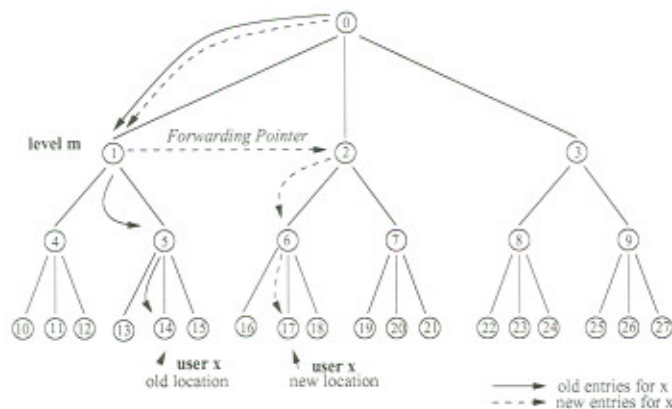 0
Forwarding Pointer
level m
1 2 3
4 5 6 7 8 9
10 11 12 13 14 15 16 17 18 19 20 21 22 23 24 25 26 27
user x user x
old location new location
old entries for x
new entries for x